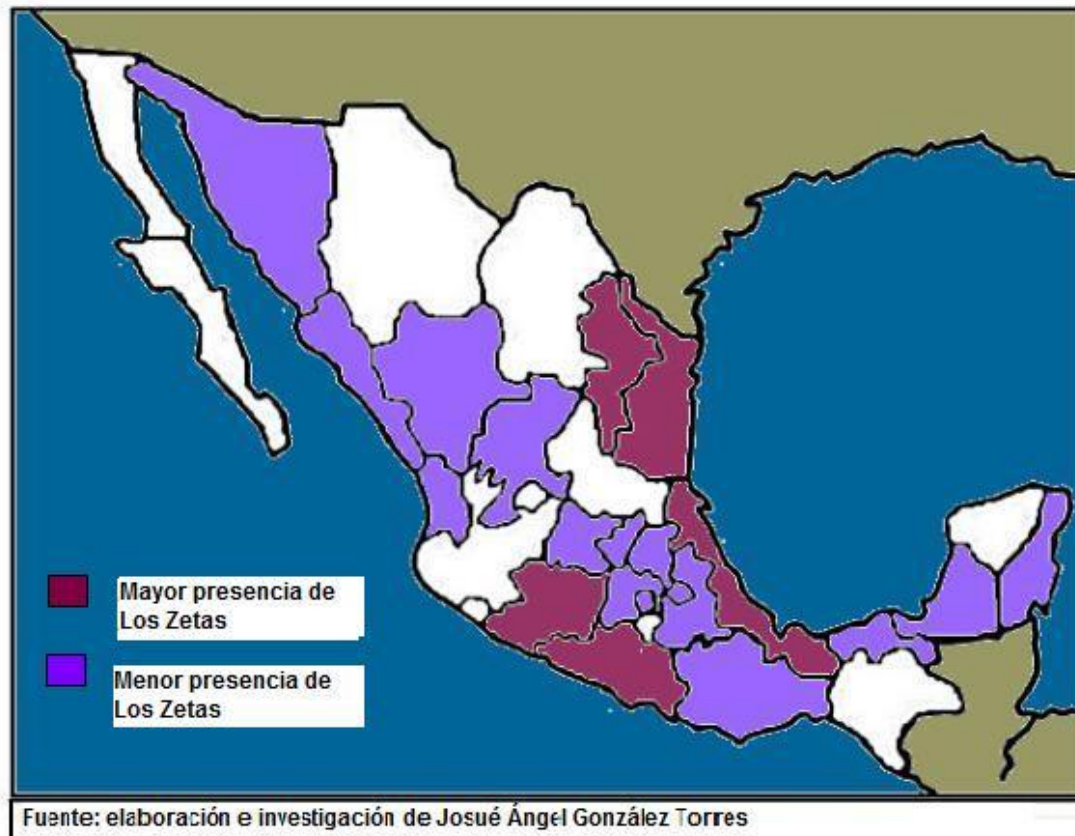 Mayor presencia de
Los Zetas
Menor presencia de
Los Zetas
Fuente: elaboración e investigación de Josué Ángel González Torres